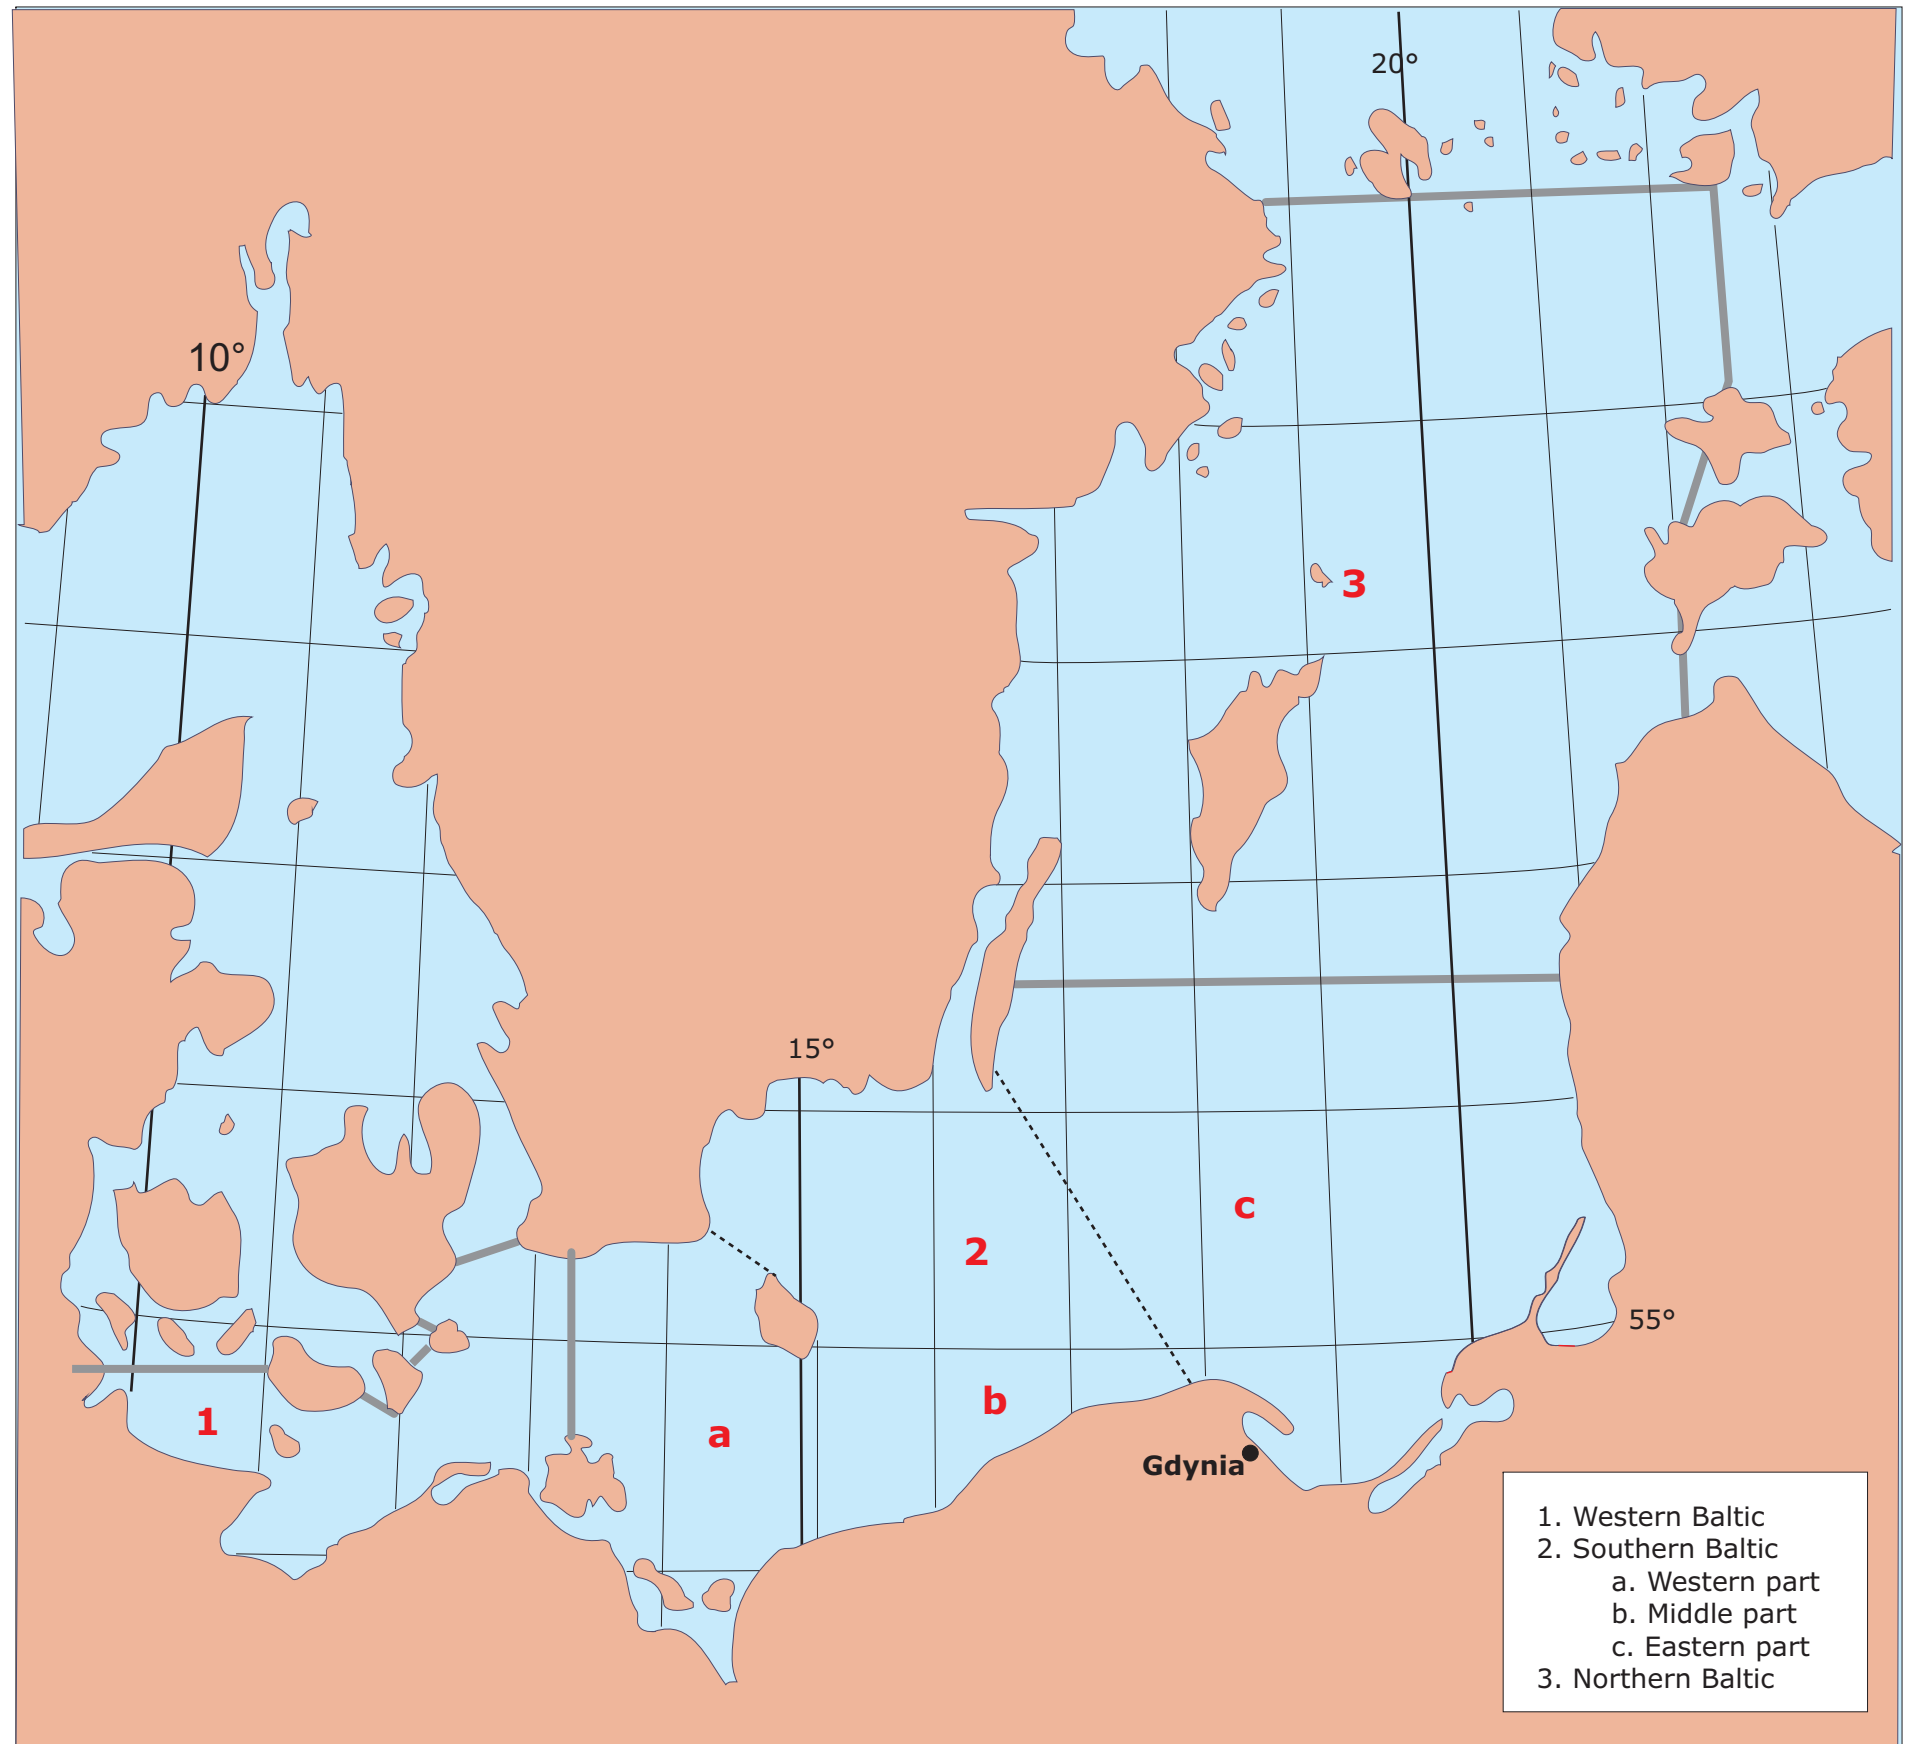 20°
10°
3
15°
c
2
55°
b
1
a
Gdynia
1. Western Baltic
2. Southern Baltic
a. Western part
b. Middle part
c. Eastern part
3. Northern Baltic